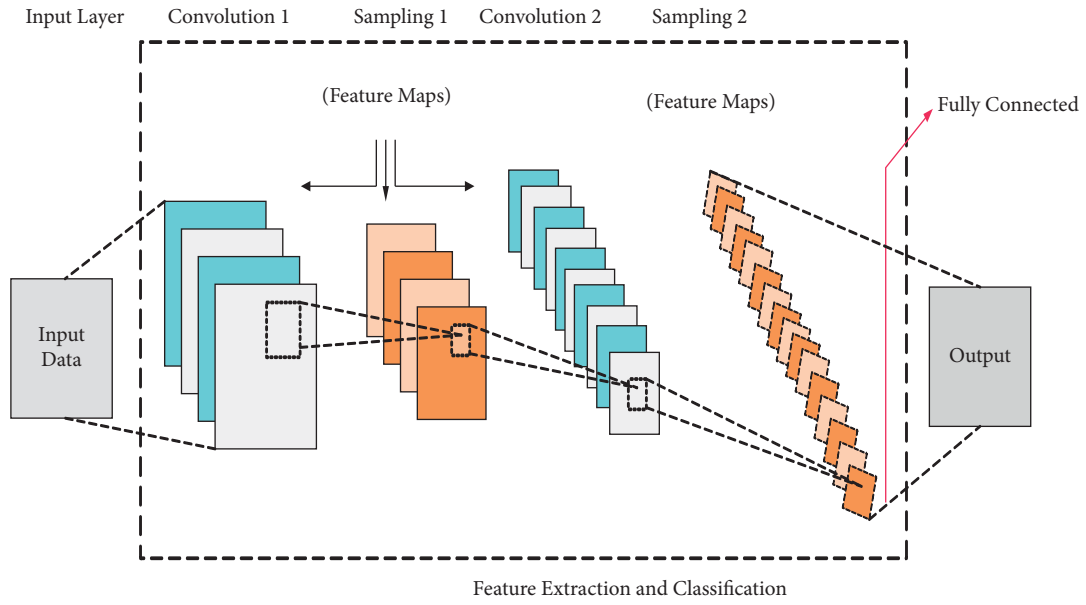 Input Layer
Convolution 1
Sampling 1
Convolution 2
Sampling 2
(Feature Maps)
(Feature Maps)
Fully Connected
Input
Data
Output
Feature Extraction and Classification